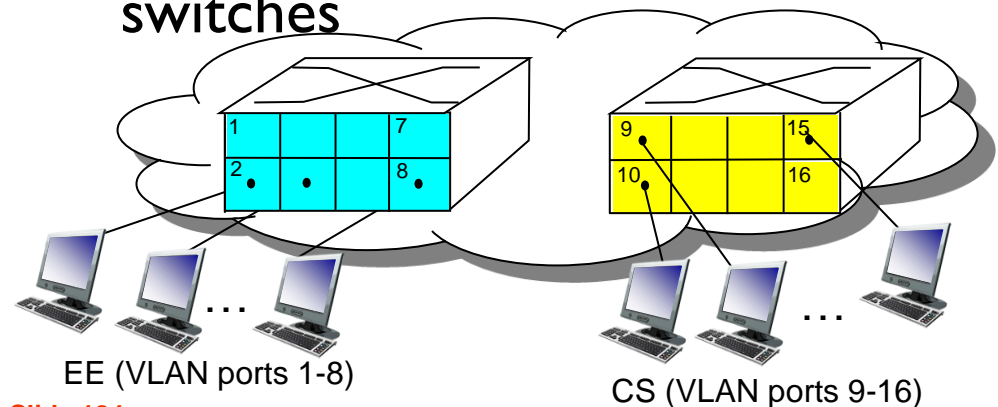 switches
1 7 9 15
2 8 10 16
... ...
EE (VLAN ports 1-8)
CS (VLAN ports 9-16)